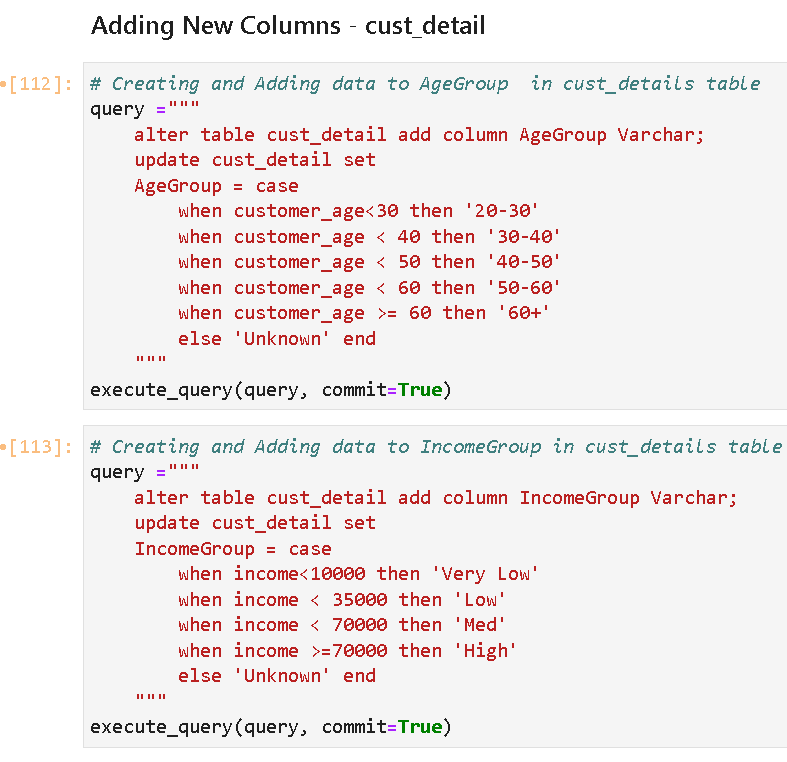 Adding New Columns - cust_detail
•[112]: # Creating and Adding data to AgeGroup  in cust_details table
query ="""
    alter table cust_detail add column AgeGroup Varchar;
    update cust_detail set
    AgeGroup = case
        when customer_age<30 then '20-30'
        when customer_age < 40 then '30-40'
        when customer_age < 50 then '40-50'
        when customer_age < 60 then '50-60'
        when customer_age >= 60 then '60+'
        else 'Unknown' end
    """
execute_query(query, commit=True)
•[113]: # Creating and Adding data to IncomeGroup in cust_details table
query ="""
    alter table cust_detail add column IncomeGroup Varchar;
    update cust_detail set
    IncomeGroup = case
        when income<10000 then 'Very Low'
        when income < 35000 then 'Low'
        when income < 70000 then 'Med'
        when income >=70000 then 'High'
        else 'Unknown' end
    """
execute_query(query, commit=True)